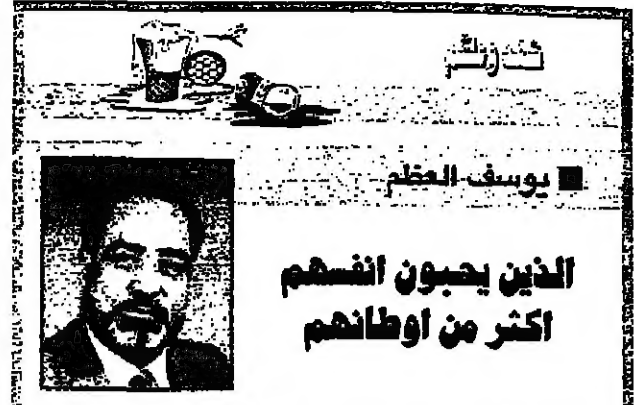 يوسف العظم
الذين يحبون انفسهم
اكثر من اوطانهم